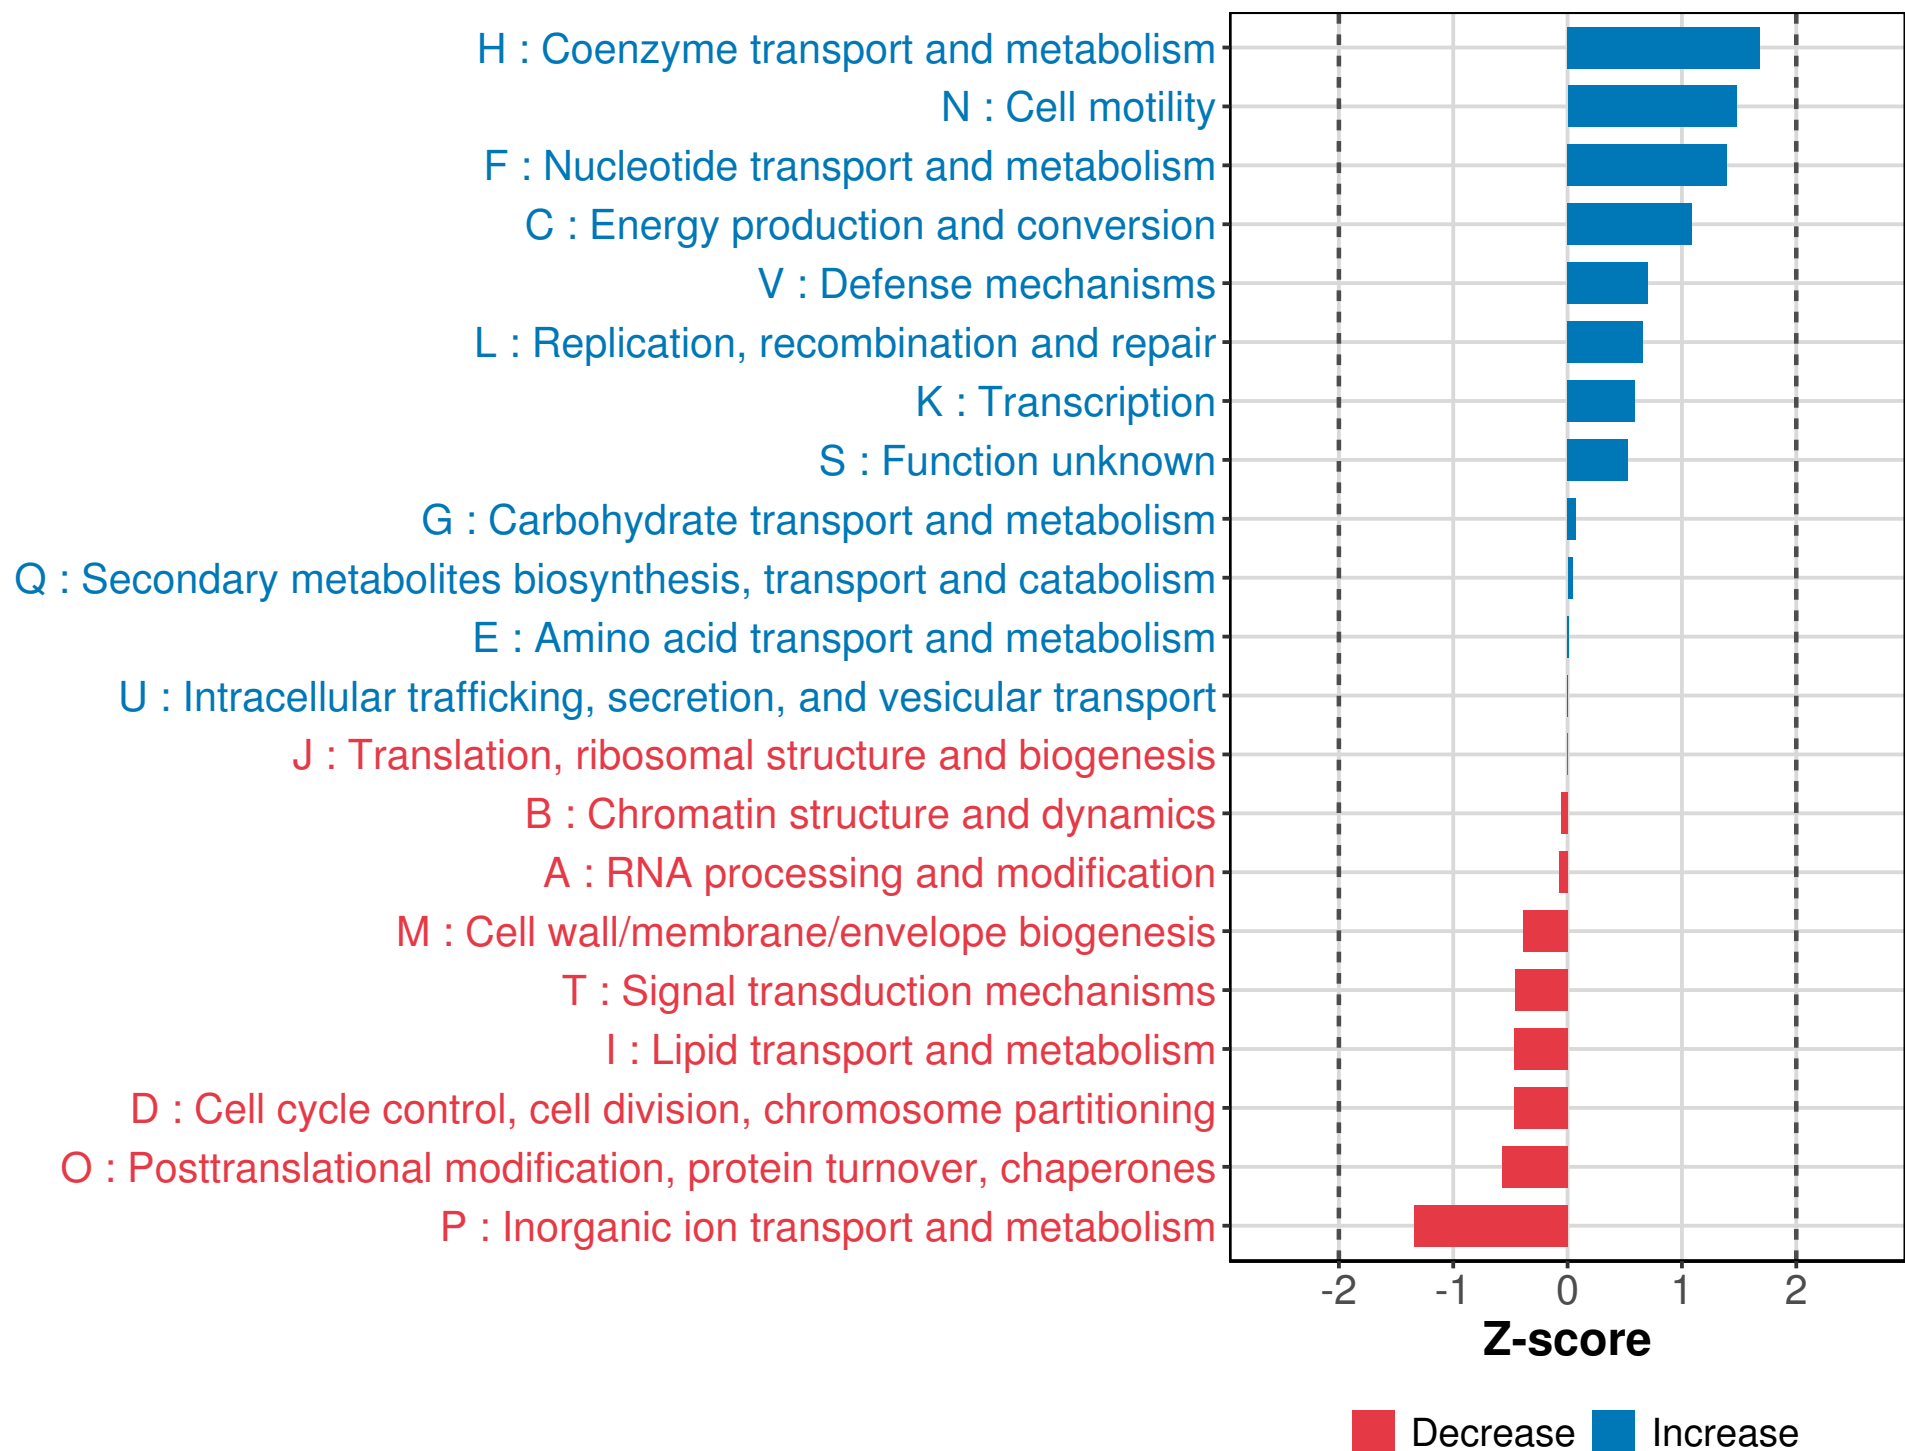 H : Coenzyme transport and metabolism
N : Cell motility
F : Nucleotide transport and metabolism
C : Energy production and conversion
V : Defense mechanisms
L : Replication, recombination and repair
K : Transcription
S : Function unknown
G : Carbohydrate transport and metabolism
Q : Secondary metabolites biosynthesis, transport and catabolism
E : Amino acid transport and metabolism
U : Intracellular trafficking, secretion, and vesicular transport
J : Translation, ribosomal structure and biogenesis
B : Chromatin structure and dynamics
A : RNA processing and modification
M : Cell wall/membrane/envelope biogenesis
T : Signal transduction mechanisms
I : Lipid transport and metabolism
D : Cell cycle control, cell division, chromosome partitioning
O : Posttranslational modification, protein turnover, chaperones
P : Inorganic ion transport and metabolism
-2 -1 0 1 2
Z-score
Decrease Increase